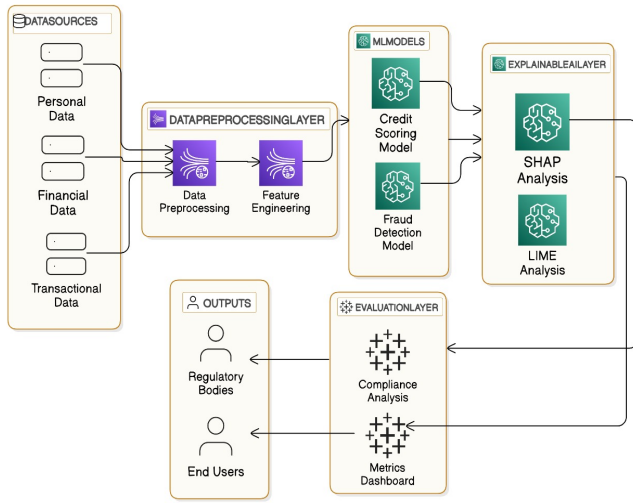 DATASOURCES
Personal
Data
Financial
Data
Transactional
Data
DATAPREPROCESSINGLAYER
Data
Preprocessing
Feature
Engineering
MLMODELS
Credit
Scoring
Model
Fraud
Detection
Model
EXPLAINABLEAILAYER
SHAP
Analysis
LIME
Analysis
OUTPUTS
Regulatory
Bodies
End Users
EVALUATIONLAYER
Compliance
Analysis
Metrics
Dashboard